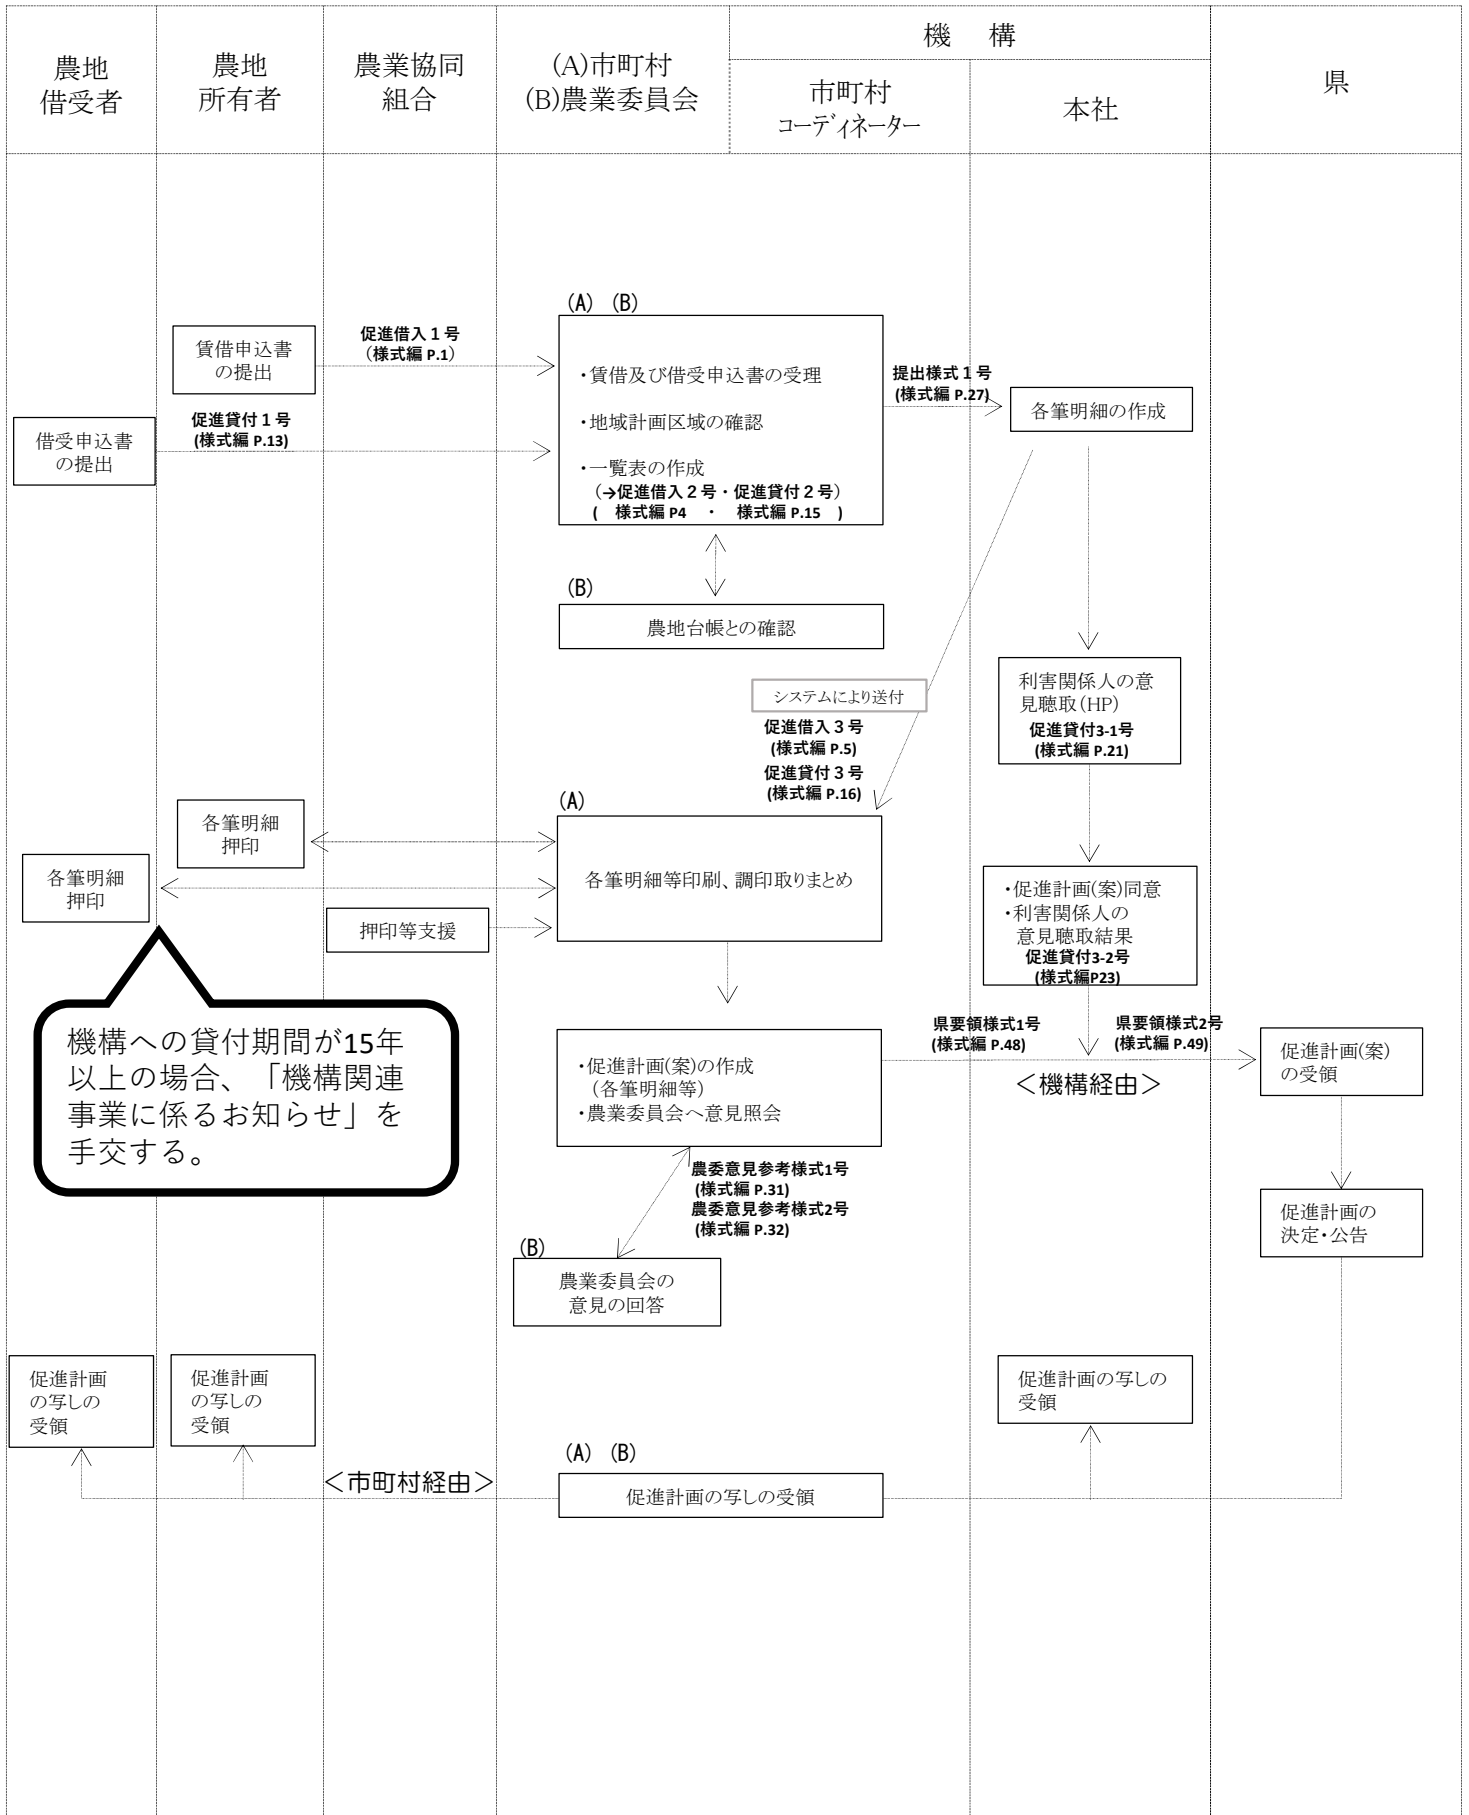 農地
借受者
農地
所有者
農業協同
組合
(A)市町村
(B)農業委員会
機　構
市町村
コーディネーター
本社
県
(A) (B)
賃借申込書
の提出
促進借入１号
（様式編 P.1）
・賃借及び借受申込書の受理
・地域計画区域の確認
・一覧表の作成
（→促進借入２号・促進貸付２号）
(　様式編 P4　・　様式編 P.15　)
提出様式１号
(様式編 P.27)
各筆明細の作成
借受申込書
の提出
促進貸付１号
(様式編 P.13)
(B)
農地台帳との確認
システムにより送付
促進借入３号
(様式編 P.5)
促進貸付３号
(様式編 P.16)
利害関係人の意
見聴取(HP)
促進貸付3-1号
(様式編 P.21)
(A)
各筆明細
押印
各筆明細
押印
各筆明細等印刷、調印取りまとめ
押印等支援
・促進計画(案)同意
・利害関係人の
意見聴取結果
促進貸付3-2号
(様式編P23)
機構への貸付期間が15年
以上の場合、「機構関連
事業に係るお知らせ」を
手交する。
・促進計画(案)の作成
（各筆明細等）
・農業委員会へ意見照会
県要領様式1号
(様式編 P.48)
県要領様式2号
(様式編 P.49)
＜機構経由＞
促進計画(案)
の受領
農委意見参考様式1号
(様式編 P.31)
農委意見参考様式2号
(様式編 P.32)
促進計画の
決定・公告
(B)
農業委員会の
意見の回答
促進計画
の写しの
受領
促進計画
の写しの
受領
促進計画の写しの
受領
(A) (B)
＜市町村経由＞
促進計画の写しの受領